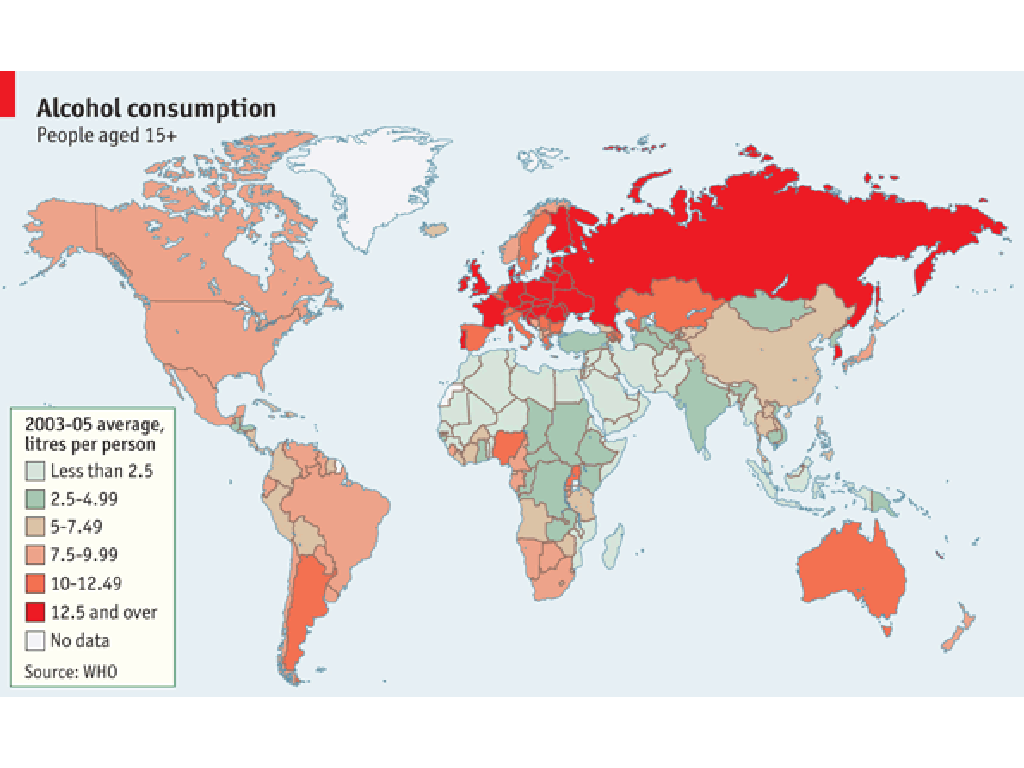 Alcohol consumption
People aged 15+
2003-05 average,
litres per person
Less than 2.5
2.5-4.99
5-7.49
7.5-9.99
10-12.49
12.5 and over
No data
Source: WHO